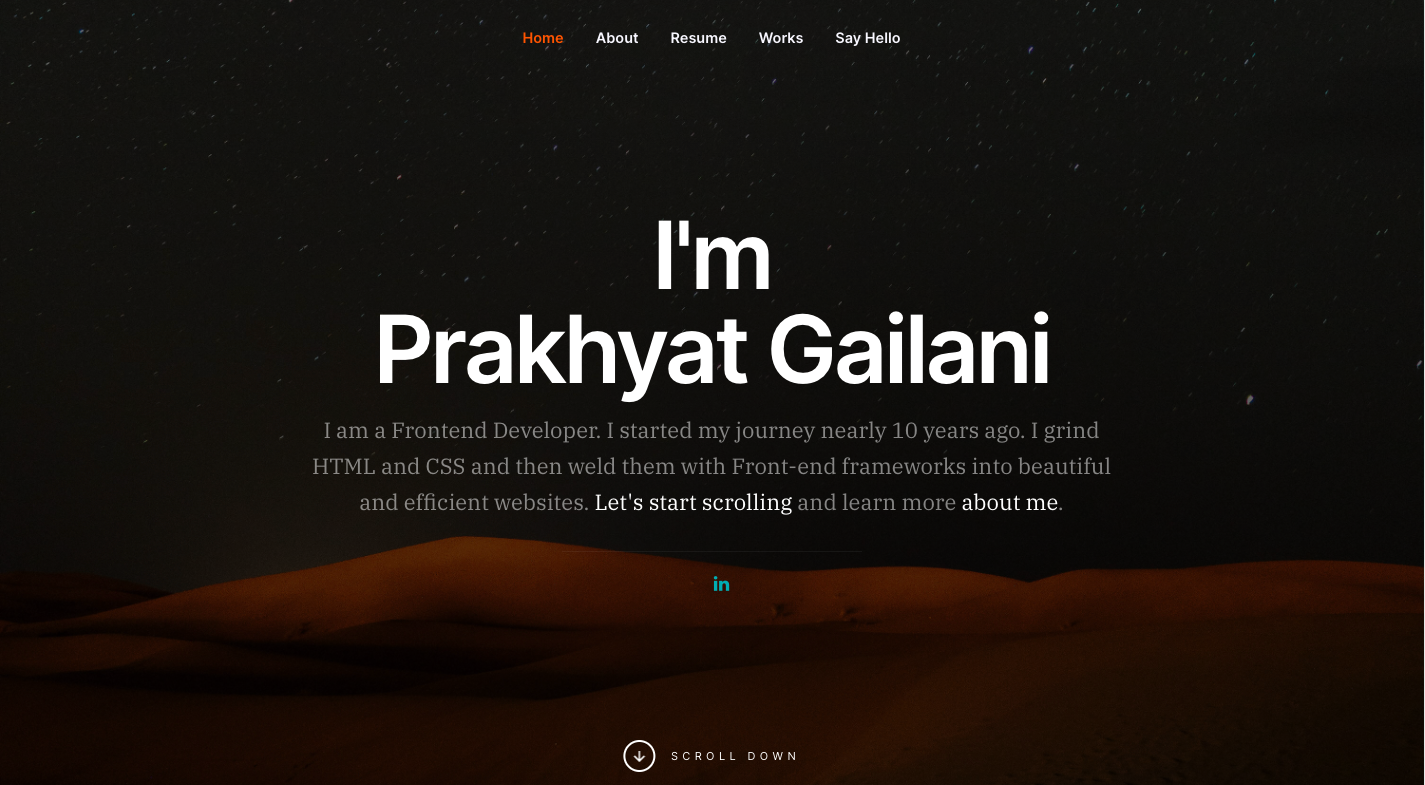 Home About Resume Works Say Hello
I'm
Prakhyat Gailani
I am a Frontend Developer. I started my journey nearly 10 years ago. I grind
HTML and CSS and then weld them with Front-end frameworks into beautiful
and efficient websites. Let's start scrolling and learn more about me.
in
SCROLL DOWN